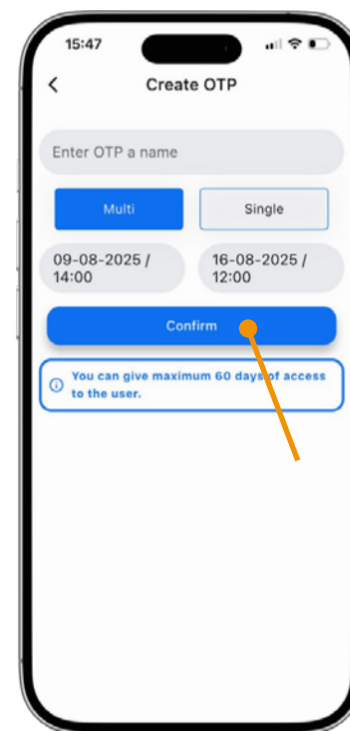 15:47
Create OTP
Enter OTP a name
Multi
Single
09-08-2025 /
14:00
16-08-2025 /
12:00
Confirm
You can give maximum 60 days of access
to the user.